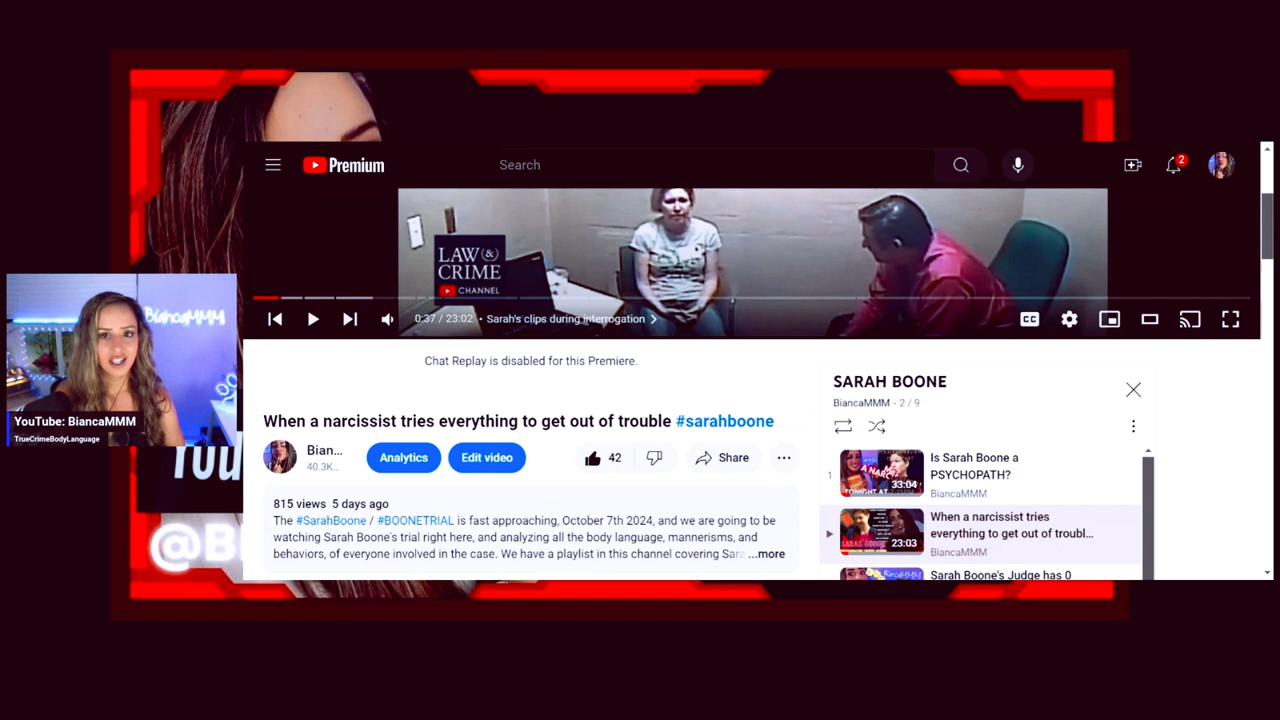 Premium
Search
2
LAW &
CRIME
CHANNEL
0:37 / 23:02 • Sarah's clips during interrogation
CC
Chat Replay is disabled for this Premiere.
SARAH BOONE
BiancaMMM - 2 / 9
When a narcissist tries everything to get out of trouble #sarahboone
Bian...
40.3K...
Analytics
Edit video
42
Share
...
815 views 5 days ago
The #SarahBoone / #BOONETRIAL is fast approaching, October 7th 2024, and we are going to be
watching Sarah Boone's trial right here, and analyzing all the body language, mannerisms, and
behaviors, of everyone involved in the case. We have a playlist in this channel covering Sara ...more
1
33:04
Is Sarah Boone a
PSYCHOPATH?
BiancaMMM
23:03
When a narcissist tries
everything to get out of troubl...
BiancaMMM
Sarah Boone's Judge has 0
BiancaMMM
YouTube: BiancaMMM
TrueCrimeBodyLanguage
You
@B